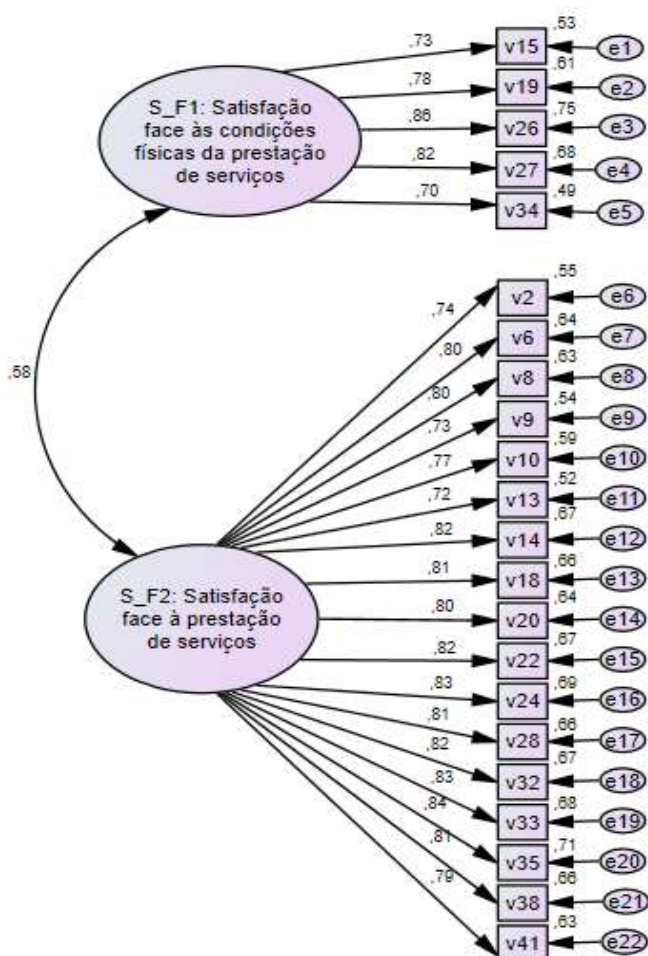 ,73
v15
,53
e1
S_F1: Satisfação
face às condições
físicas da prestação
de serviços
,78
v19
,61
e2
,86
v26
,75
e3
,82
v27
,68
e4
,70
v34
,49
e5
,58
,74
v2
,55
e6
,80
v6
,64
e7
,80
v8
,63
e8
,73
v9
,54
e9
,77
v10
,59
e10
,72
v13
,52
e11
,82
v14
,67
e12
S_F2: Satisfação
face à prestação
de serviços
,81
v18
,66
e13
,80
v20
,64
e14
,82
v22
,67
e15
,83
v24
,69
e16
,81
v28
,66
e17
,82
v32
,67
e18
,83
v33
,68
e19
,84
v35
,71
e20
,81
v38
,66
e21
,79
v41
,63
e22